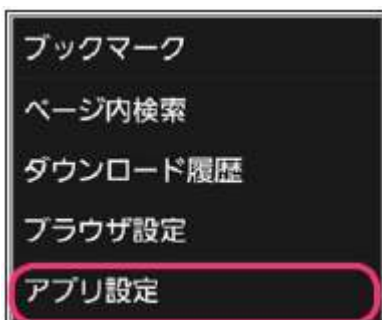 ブックマーク
ページ内検索
ダウンロード履歴
ブラウザ設定
アプリ設定